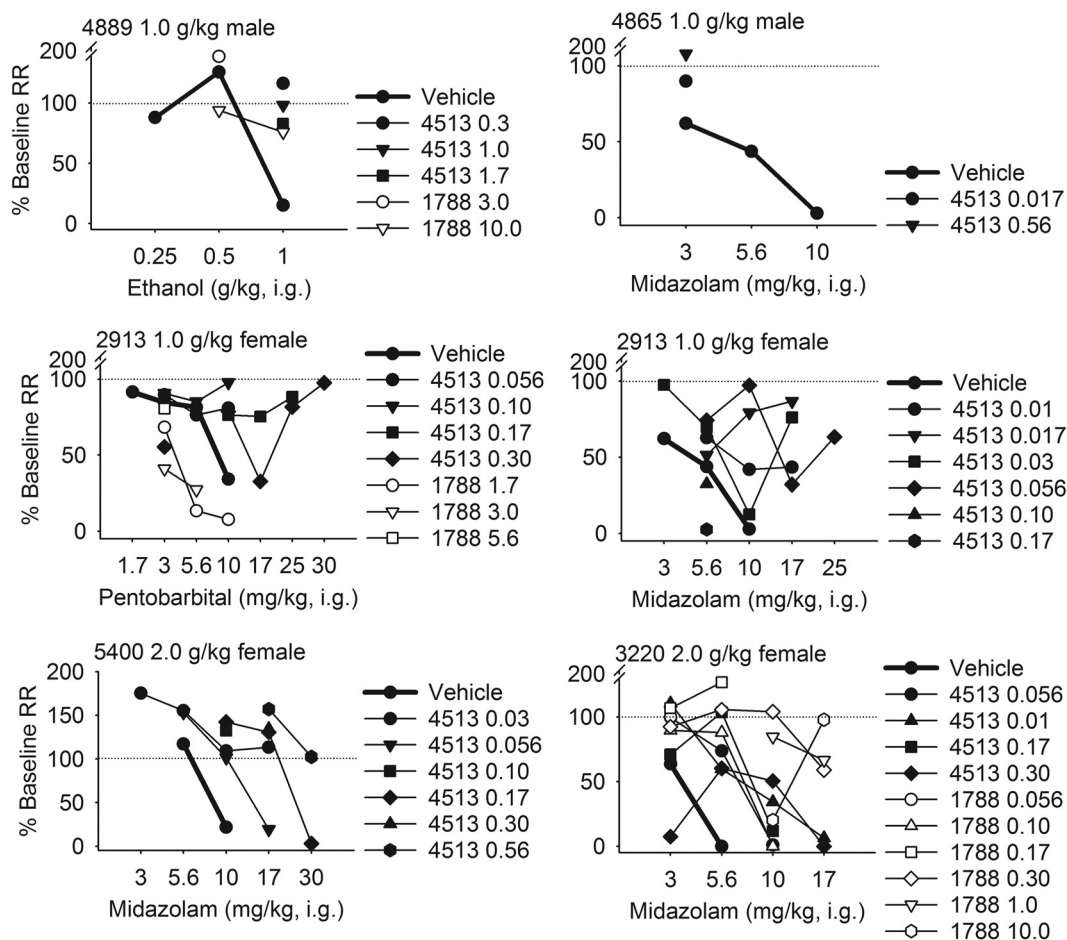 4889 1.0 g/kg male
200
100
50
0
% Baseline RR
0.25 0.5 1
Ethanol (g/kg, i.g.)
Vehicle
4513 0.3
4513 1.0
4513 1.7
1788 3.0
1788 10.0
4865 1.0 g/kg male
200
100
50
0
3 5.6 10
Midazolam (mg/kg, i.g.)
Vehicle
4513 0.017
4513 0.56
2913 1.0 g/kg female
200
100
50
0
% Baseline RR
1.7 3 5.6 10 17 25 30
Pentobarbital (mg/kg, i.g.)
Vehicle
4513 0.056
4513 0.10
4513 0.17
4513 0.30
1788 1.7
1788 3.0
1788 5.6
2913 1.0 g/kg female
200
100
50
0
3 5.6 10 17 25
Midazolam (mg/kg, i.g.)
Vehicle
4513 0.01
4513 0.017
4513 0.03
4513 0.056
4513 0.10
4513 0.17
5400 2.0 g/kg female
200
150
100
50
0
% Baseline RR
3 5.6 10 17 30
Midazolam (mg/kg, i.g.)
Vehicle
4513 0.03
4513 0.056
4513 0.10
4513 0.17
4513 0.30
4513 0.56
3220 2.0 g/kg female
200
100
50
0
3 5.6 10 17
Midazolam (mg/kg, i.g.)
Vehicle
4513 0.056
4513 0.01
4513 0.17
4513 0.30
1788 0.056
1788 0.10
1788 0.17
1788 0.30
1788 1.0
1788 10.0